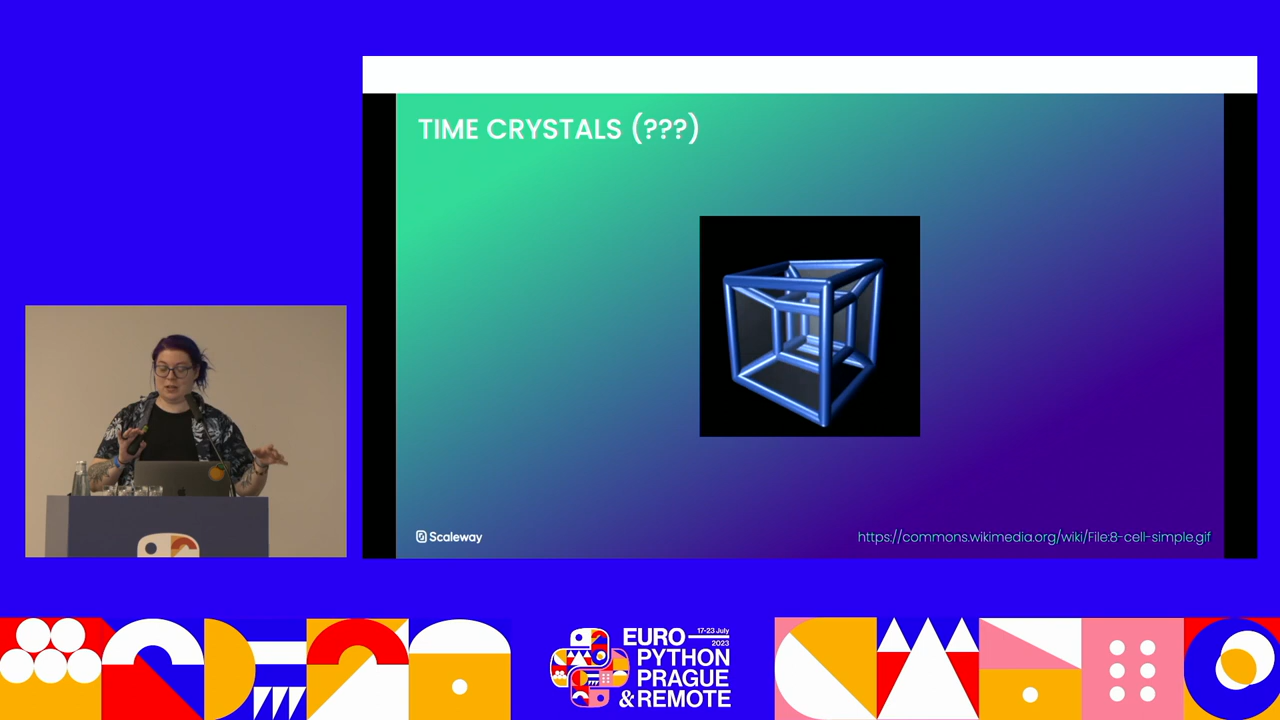 TIME CRYSTALS (???)
Scaleway
https://commons.wikimedia.org/wiki/File:8-cell-simple.gif
17-23 July
2023
EURO
PYTHON
PRAGUE
& REMOTE